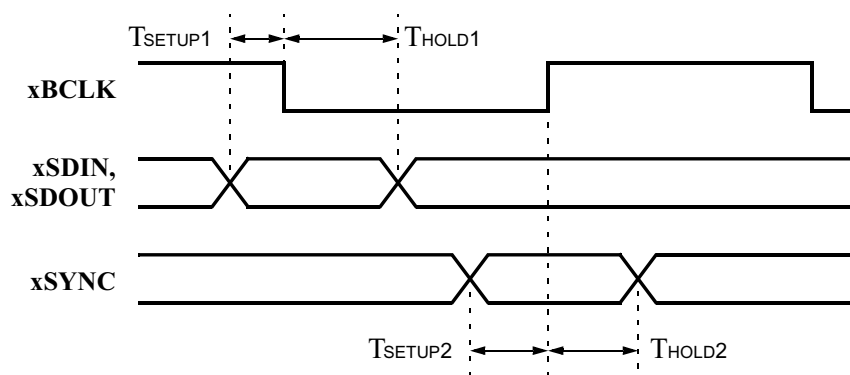 TSETUP1 THOLD1
xBCLK
xSDIN,
xSDOUT
xSYNC
TSETUP2 THOLD2